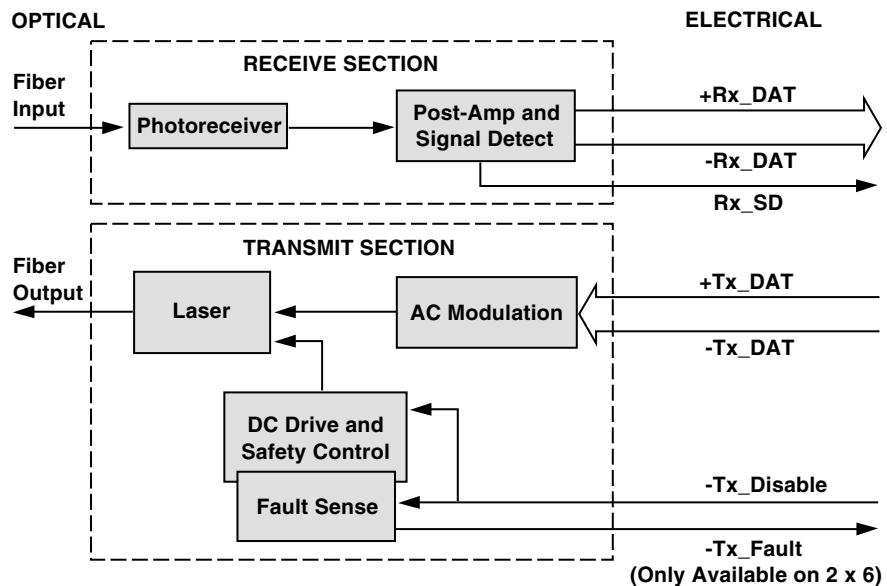 OPTICAL
ELECTRICAL
RECEIVE SECTION
Fiber
Input
Photoreceiver
Post-Amp and
Signal Detect
+Rx_DAT
-Rx_DAT
Rx_SD
TRANSMIT SECTION
Fiber
Output
Laser
AC Modulation
+Tx_DAT
-Tx_DAT
DC Drive and
Safety Control
Fault Sense
-Tx_Disable
-Tx_Fault
(Only Available on 2 x 6)